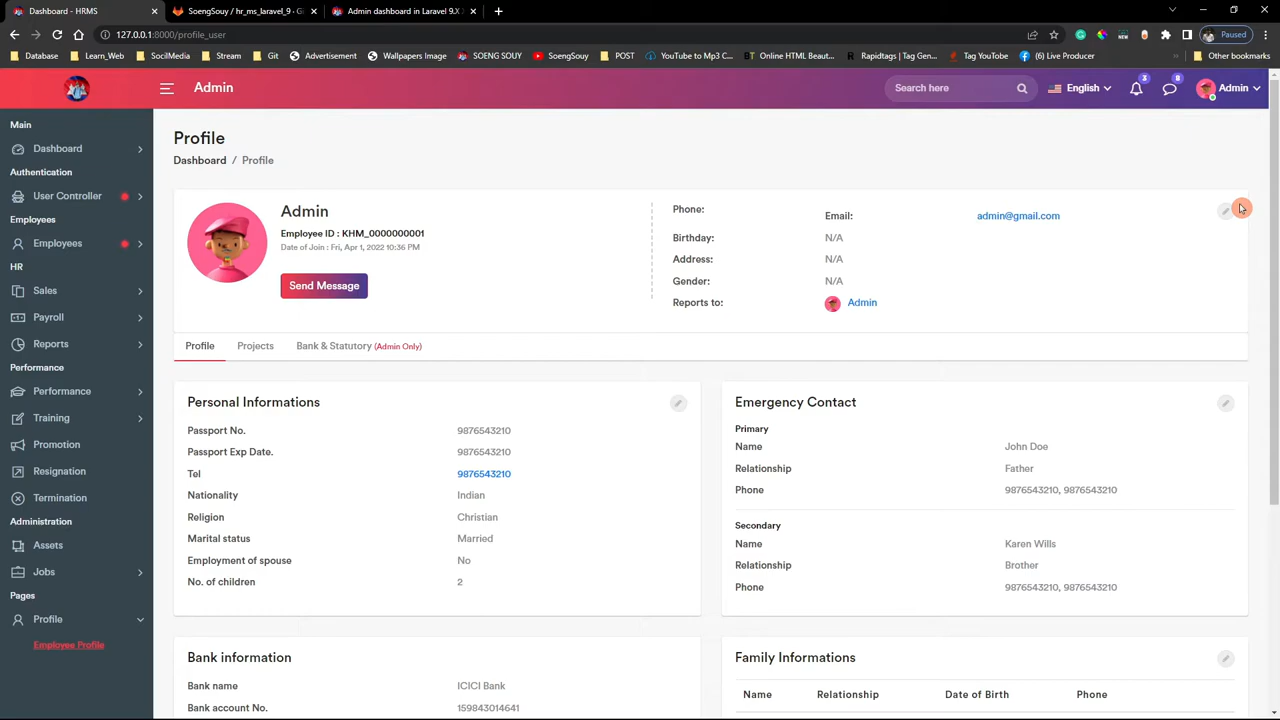 Dashboard - HRMS
SoengSouy / hr_ms_laravel_9 · Gi
Admin dashboard in Laravel 9.X
127.0.0.1:8000/profile_user
Paused
Database
Learn_Web
SocilMedia
Stream
Git
Advertisement
Wallpapers Image
SOENG SOUY
SoengSouy
POST
YouTube to Mp3 C...
Online HTML Beaut...
Rapidtags | Tag Gen...
Tag YouTube
(6) Live Producer
Admin
Search here
English
3
8
Admin
Main
Dashboard
Authentication
User Controller
Employees
Employees
HR
Sales
Payroll
Reports
Performance
Performance
Training
Promotion
Resignation
Termination
Administration
Assets
Jobs
Pages
Profile
Employee Profile
Profile
Dashboard / Profile
Admin
Employee ID : KHM_0000000001
Date of Join : Fri, Apr 1, 2022 10:36 PM
Send Message
Phone:
Email: admin@gmail.com
Birthday: N/A
Address: N/A
Gender: N/A
Reports to: Admin
Profile Projects Bank & Statutory (Admin Only)
Personal Informations
Passport No. 9876543210
Passport Exp Date. 9876543210
Tel 9876543210
Nationality Indian
Religion Christian
Marital status Married
Employment of spouse No
No. of children 2
Emergency Contact
Primary
Name John Doe
Relationship Father
Phone 9876543210, 9876543210
Secondary
Name Karen Wills
Relationship Brother
Phone 9876543210, 9876543210
Bank information
Bank name ICICI Bank
Bank account No. 159843014641
Family Informations
Name Relationship Date of Birth Phone